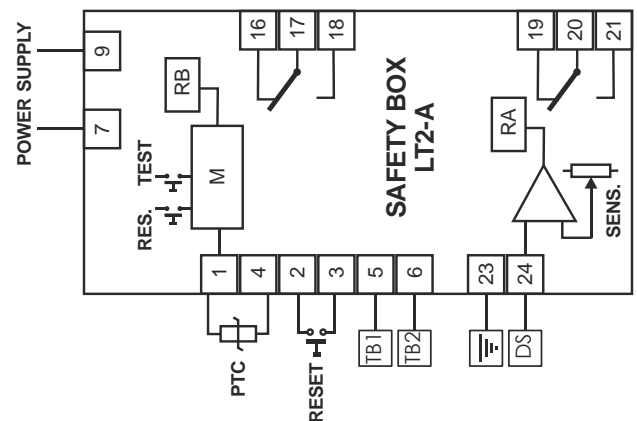 16 17 18
19 20 21
POWER SUPPLY
9
7
RB
M
TEST
RES.
SAFETY BOX
LT2-A
RA
SENS.
1 4 2 3 5 6 23 24
PTC
RESET
TB1
TB2
DS